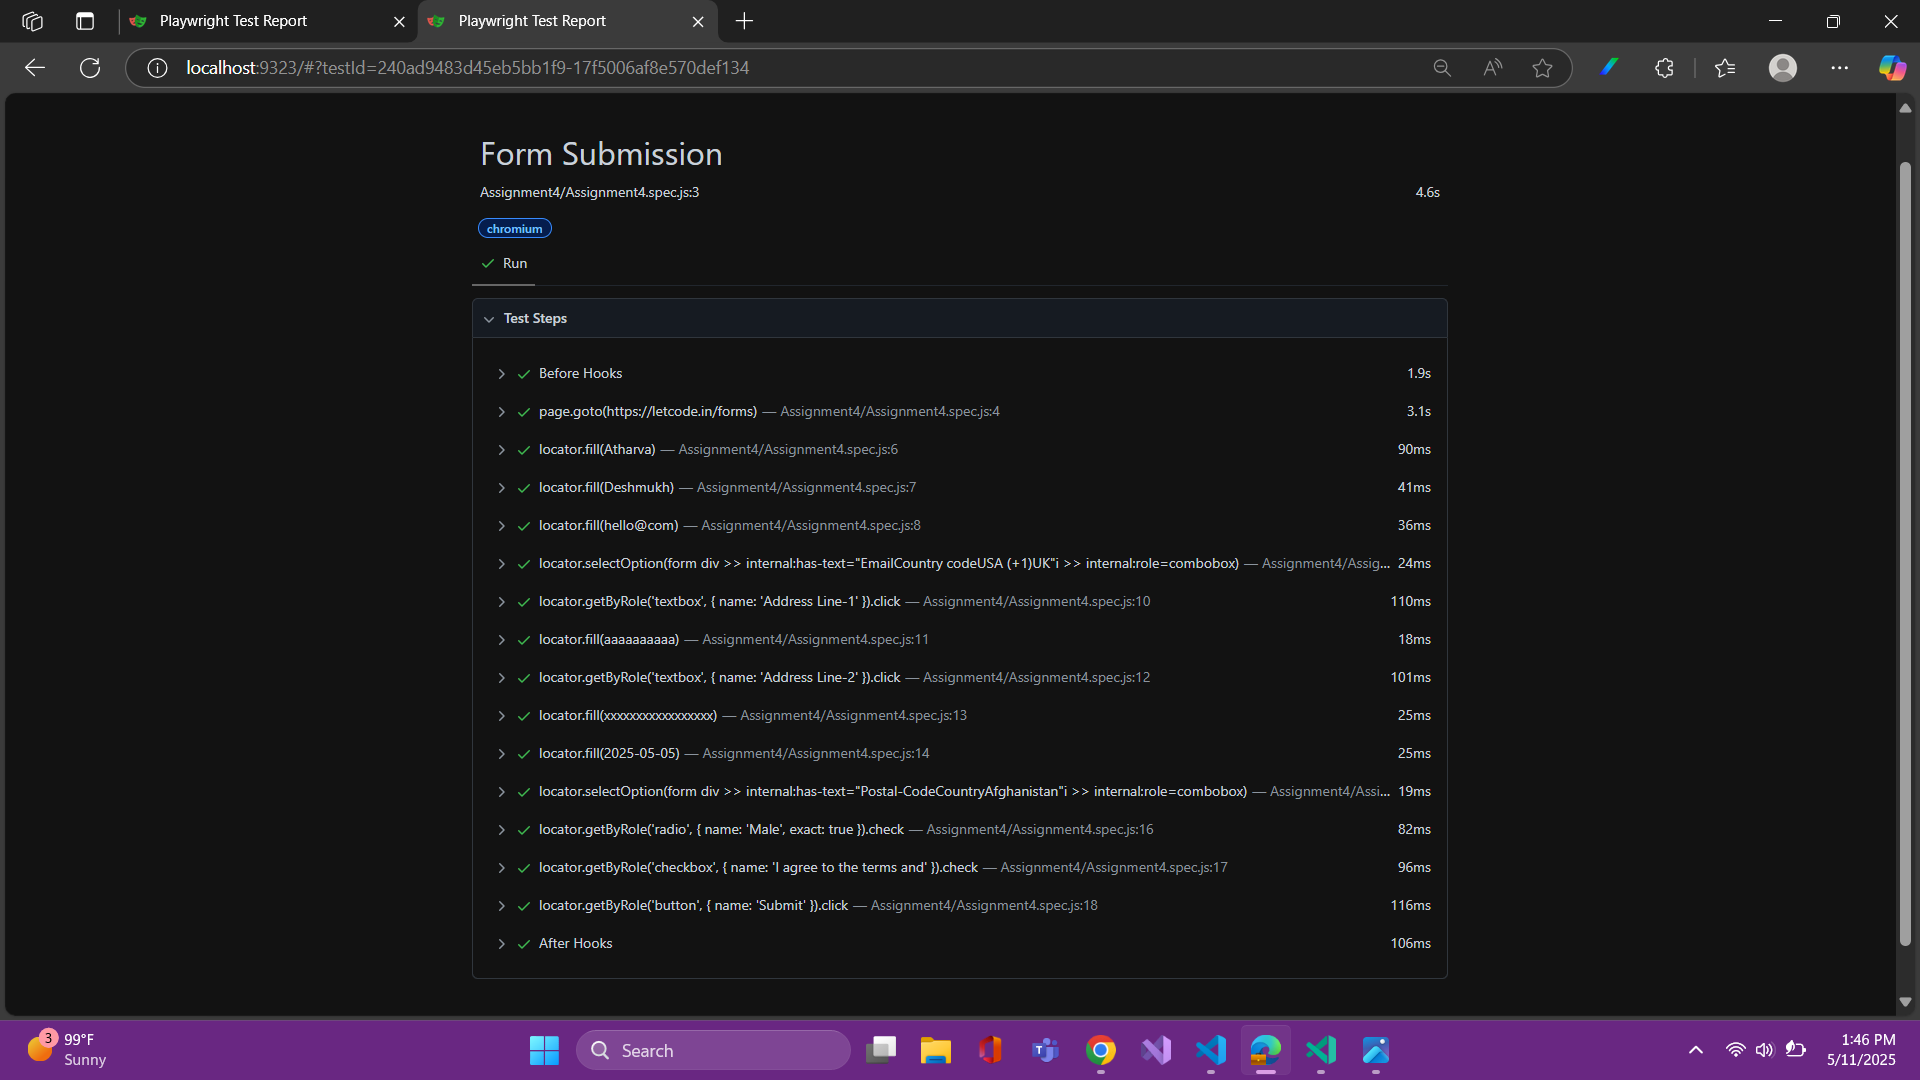 Playwright Test Report
Playwright Test Report
localhost:9323/#?testId=240ad9483d45eb5bb1f9-17f5006af8e570def134
Form Submission
Assignment4/Assignment4.spec.js:3 4.6s
chromium
Run
Test Steps
Before Hooks 1.9s
page.goto(https://letcode.in/forms) — Assignment4/Assignment4.spec.js:4 3.1s
locator.fill(Atharva) — Assignment4/Assignment4.spec.js:6 90ms
locator.fill(Deshmukh) — Assignment4/Assignment4.spec.js:7 41ms
locator.fill(hello@com) — Assignment4/Assignment4.spec.js:8 36ms
locator.selectOption(form div >> internal:has-text="EmailCountry codeUSA (+1)UK"i >> internal:role=combobox) — Assignment4/Assig... 24ms
locator.getByRole('textbox', { name: 'Address Line-1' }).click — Assignment4/Assignment4.spec.js:10 110ms
locator.fill(aaaaaaaaaa) — Assignment4/Assignment4.spec.js:11 18ms
locator.getByRole('textbox', { name: 'Address Line-2' }).click — Assignment4/Assignment4.spec.js:12 101ms
locator.fill(xxxxxxxxxxxxxxxxx) — Assignment4/Assignment4.spec.js:13 25ms
locator.fill(2025-05-05) — Assignment4/Assignment4.spec.js:14 25ms
locator.selectOption(form div >> internal:has-text="Postal-CodeCountryAfghanistan"i >> internal:role=combobox) — Assignment4/Assi... 19ms
locator.getByRole('radio', { name: 'Male', exact: true }).check — Assignment4/Assignment4.spec.js:16 82ms
locator.getByRole('checkbox', { name: 'I agree to the terms and' }).check — Assignment4/Assignment4.spec.js:17 96ms
locator.getByRole('button', { name: 'Submit' }).click — Assignment4/Assignment4.spec.js:18 116ms
After Hooks 106ms
3
99°F
Sunny
Search
1:46 PM
5/11/2025